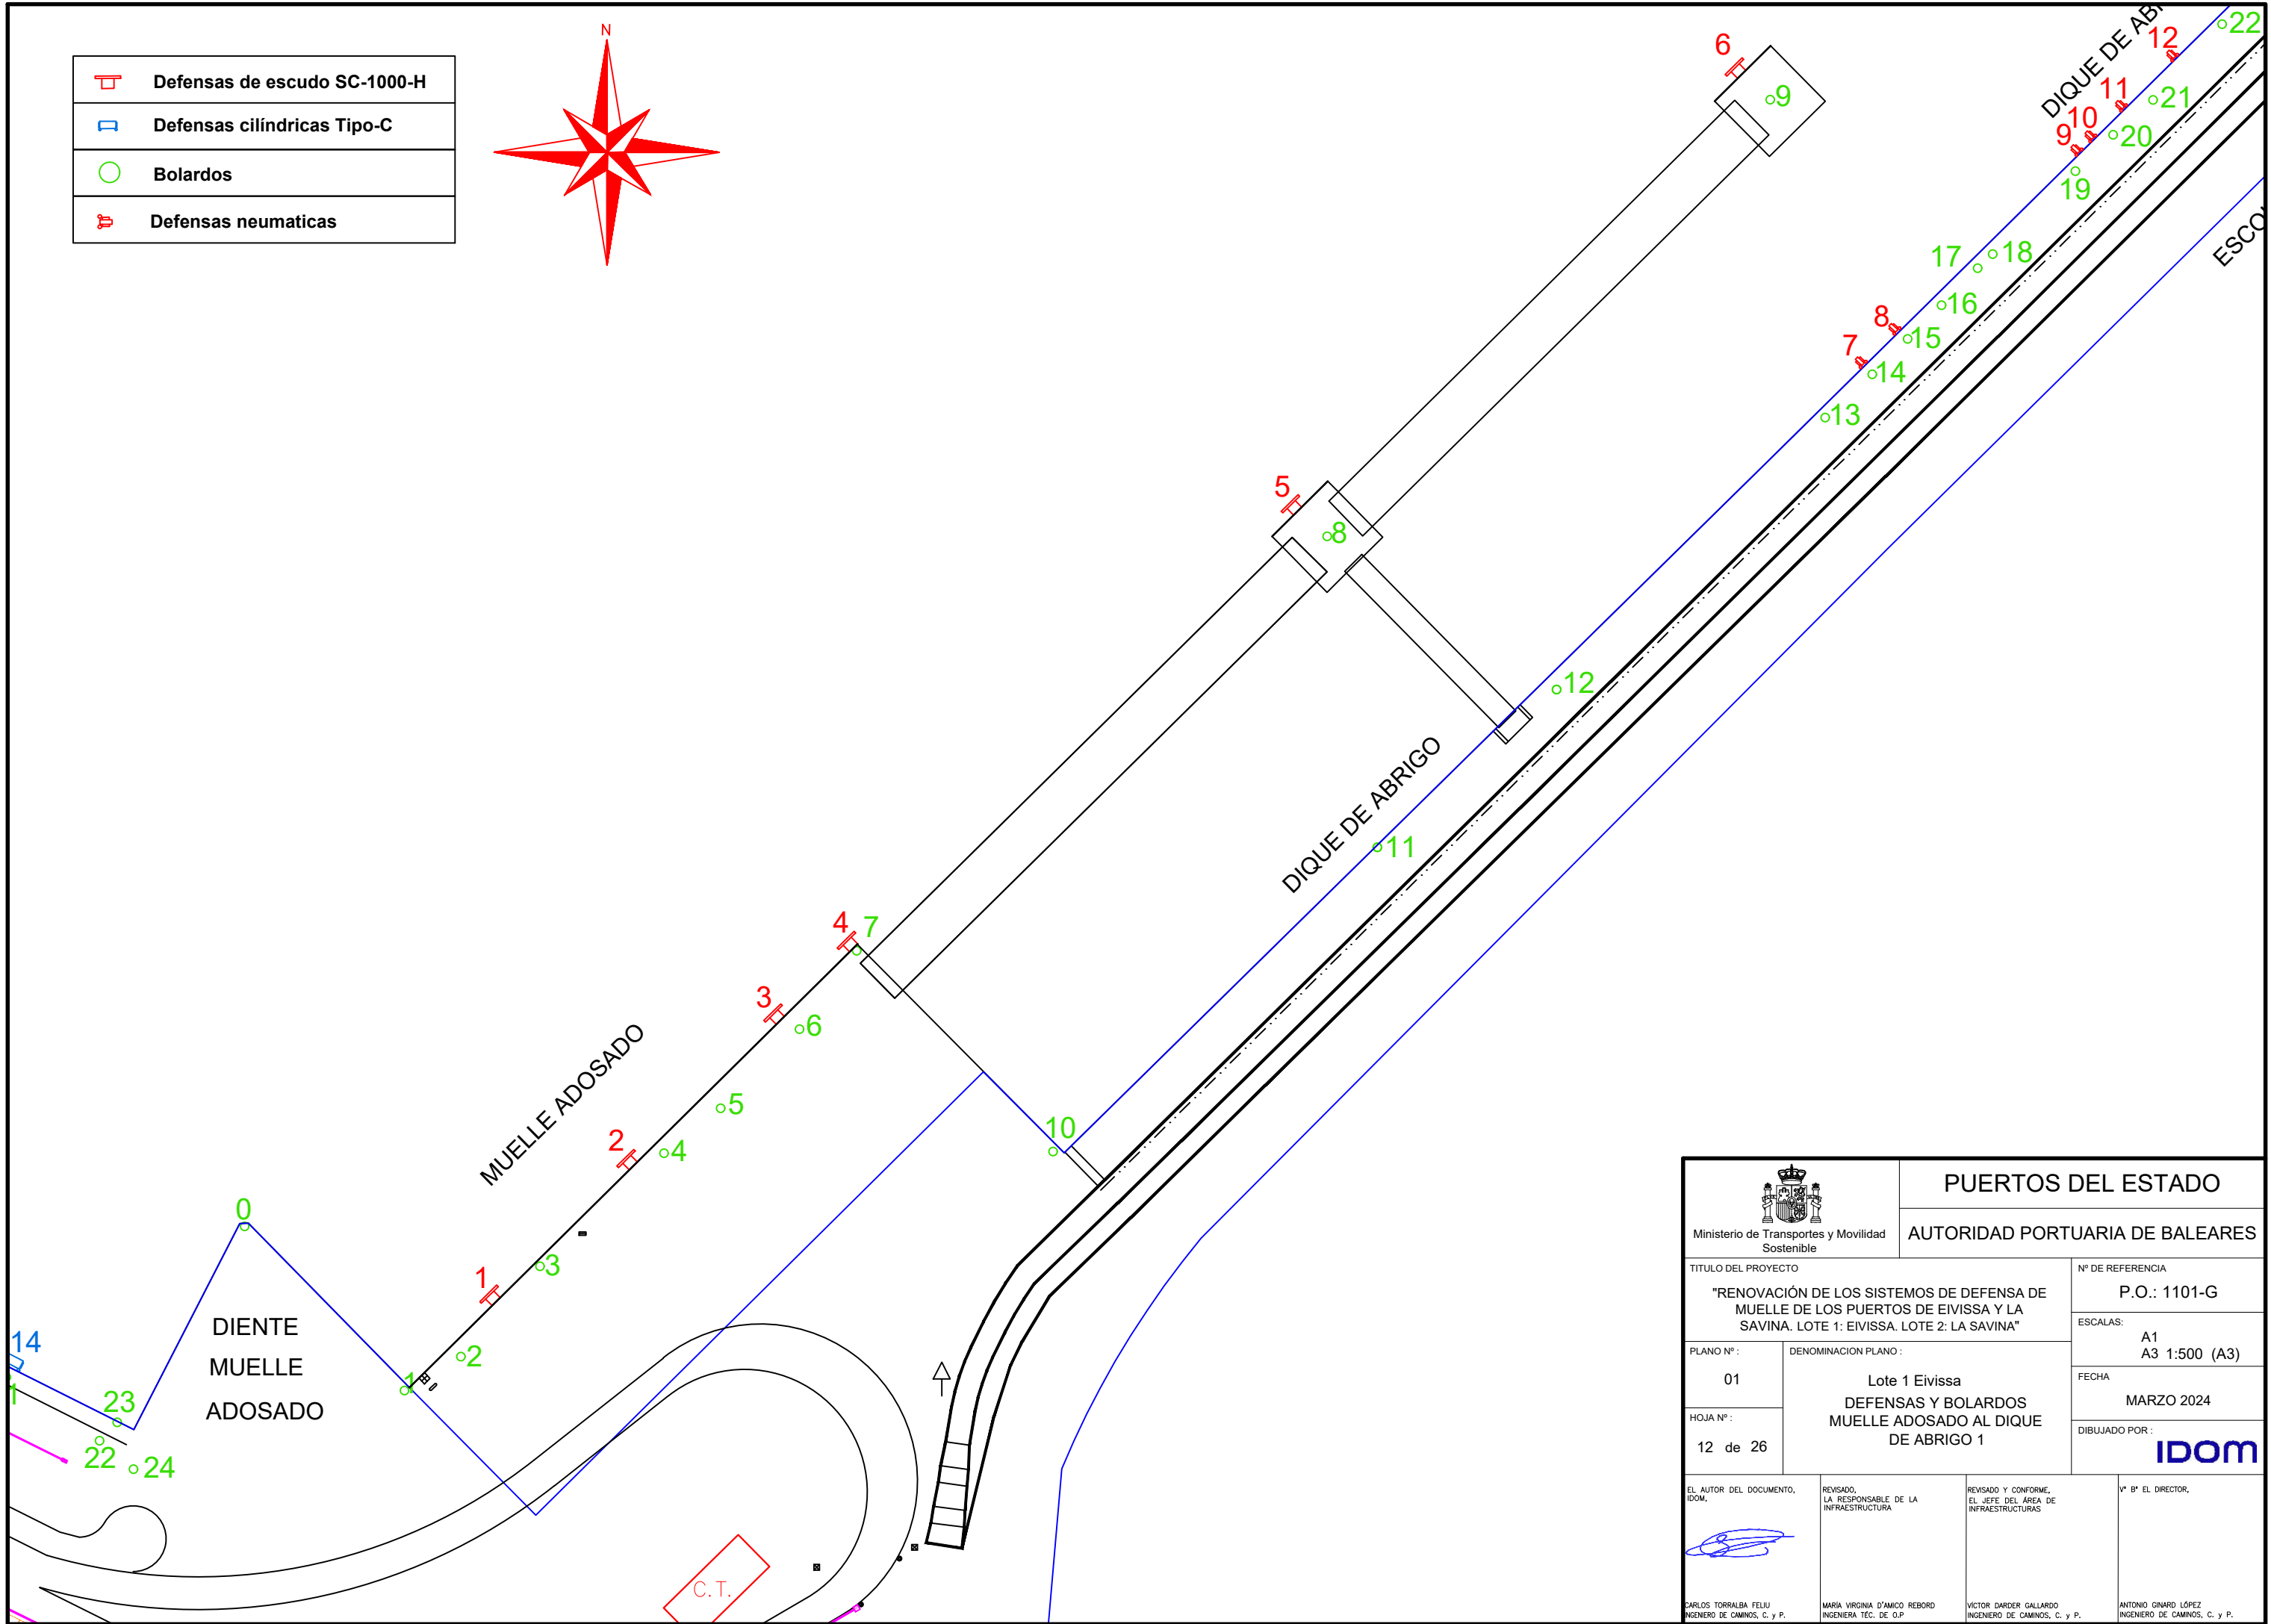 Defensas de escudo SC-1000-H
Defensas cilíndricas Tipo-C
Bolardos
Defensas neumaticas
N
6
9
DIQUE DE ABRI
12
22
11
21
10
9
20
19
ESCO
17
18
16
8
15
7
14
13
5
8
12
DIQUE DE ABRIGO
11
4
7
3
6
MUELLE ADOSADO
5
2
4
10
0
3
1
2
1
DIENTE
MUELLE
ADOSADO
14
23
22
24
C.T.
Ministerio de Transportes y Movilidad
Sostenible
PUERTOS DEL ESTADO
AUTORIDAD PORTUARIA DE BALEARES
TITULO DEL PROYECTO
"RENOVACIÓN DE LOS SISTEMOS DE DEFENSA DE
MUELLE DE LOS PUERTOS DE EIVISSA Y LA
SAVINA. LOTE 1: EIVISSA. LOTE 2: LA SAVINA"
Nº DE REFERENCIA
P.O.: 1101-G
ESCALAS:
A1
A3 1:500 (A3)
PLANO Nº :
01
DENOMINACION PLANO :
Lote 1 Eivissa
DEFENSAS Y BOLARDOS
MUELLE ADOSADO AL DIQUE
DE ABRIGO 1
FECHA
MARZO 2024
HOJA Nº :
12 de 26
DIBUJADO POR :
IDOM
EL AUTOR DEL DOCUMENTO,
IDOM,
REVISADO,
LA RESPONSABLE DE LA
INFRAESTRUCTURA
REVISADO Y CONFORME,
EL JEFE DEL ÁREA DE
INFRAESTRUCTURAS
Vº Bº EL DIRECTOR,
CARLOS TORRALBA FELIU
INGENIERO DE CAMINOS, C. y P.
MARÍA VIRGINIA D'AMICO REBORD
INGENIERA TÉC. DE O.P
VÍCTOR DARDER GALLARDO
INGENIERO DE CAMINOS, C. y P.
ANTONIO GINARD LÓPEZ
INGENIERO DE CAMINOS, C. y P.